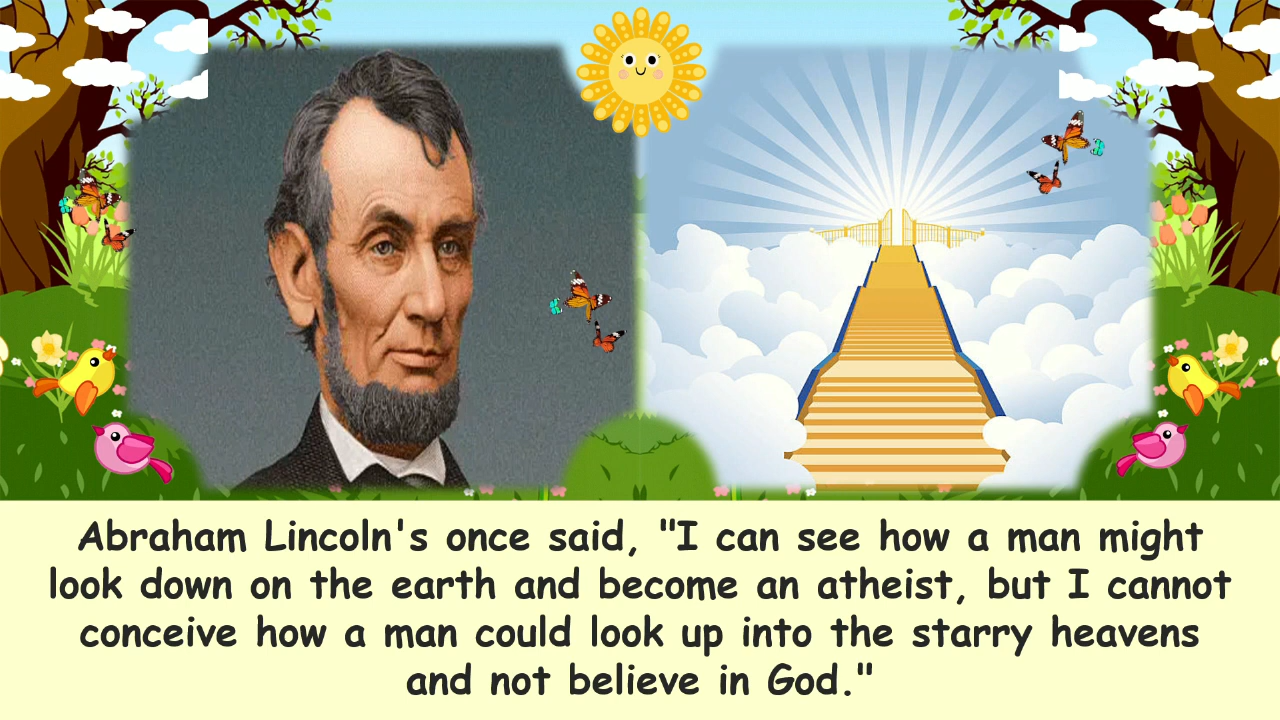 Abraham Lincoln's once said, "I can see how a man might
look down on the earth and become an atheist, but I cannot
conceive how a man could look up into the starry heavens
and not believe in God."